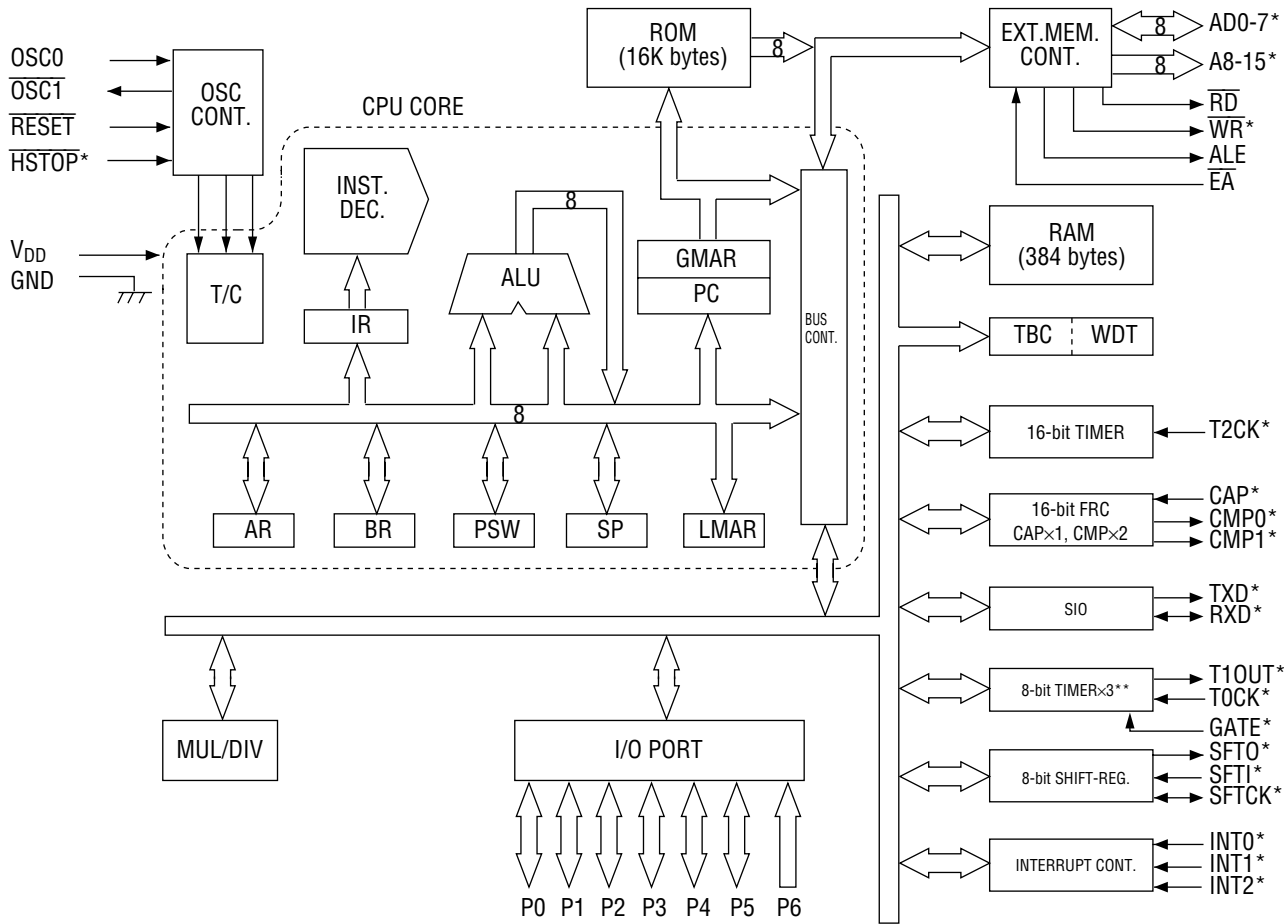 OSC0
OSC1
RESET
HSTOP*
VDD
GND
OSC
CONT.
T/C
CPU CORE
INST.
DEC.
IR
ALU
8
8
ROM
(16K bytes)
8
GMAR
PC
BUS
CONT.
AR
BR
PSW
SP
LMAR
MUL/DIV
I/O PORT
P0
P1
P2
P3
P4
P5
P6
EXT.MEM.
CONT.
8
AD0-7*
8
A8-15*
RD
WR*
ALE
EA
RAM
(384 bytes)
TBC
WDT
16-bit TIMER
T2CK*
16-bit FRC
CAP×1, CMP×2
CAP*
CMP0*
CMP1*
SIO
TXD*
RXD*
8-bit TIMER×3**
T1OUT*
T0CK*
GATE*
8-bit SHIFT-REG.
SFTO*
SFTI*
SFTCK*
INTERRUPT CONT.
INT0*
INT1*
INT2*